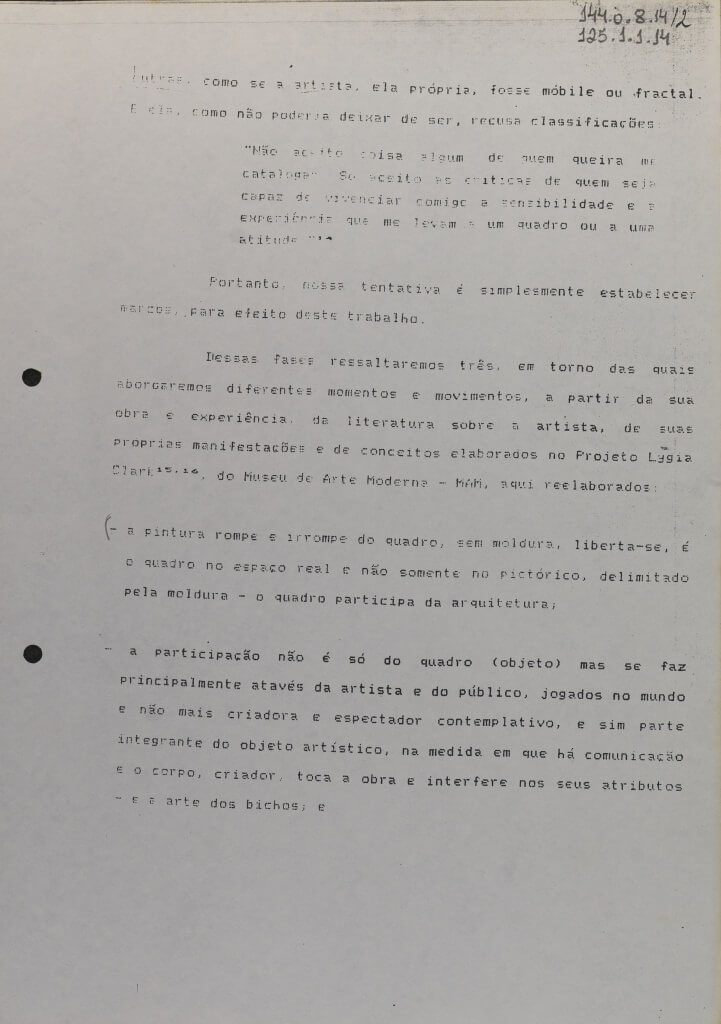 144.0.8.14/2
125.1.1.14
outras, como se a artista, ela própria, fosse móbile ou fractal.
E ela, como não poderia deixar de ser, recusa classificações:
"Não aceito coisa algum de quem queira me
catalogar. Só aceito as críticas de quem seja
capaz de vivenciar comigo a sensibilidade e a
experiência que me levam a um quadro ou a uma
atitude."¹⁴
Portanto, nossa tentativa é simplesmente estabelecer
marcos, para efeito deste trabalho.
Dessas fases ressaltaremos três, em torno das quais
abordaremos diferentes momentos e movimentos, a partir da sua
obra e experiência, da literatura sobre a artista, de suas
próprias manifestações e de conceitos elaborados no Projeto Lygia
Clark¹⁵·¹⁶, do Museu de Arte Moderna - MAM, aqui reelaborados:
- a pintura rompe e irrompe do quadro, sem moldura, liberta-se, é
o quadro no espaço real e não somente no pictórico, delimitado
pela moldura - o quadro participa da arquitetura;
- a participação não é só do quadro (objeto) mas se faz
principalmente atavés da artista e do público, jogados no mundo
e não mais criadora e espectador contemplativo, e sim parte
integrante do objeto artístico, na medida em que há comunicação
e o corpo, criador, toca a obra e interfere nos seus atributos
- e a arte dos bichos; e